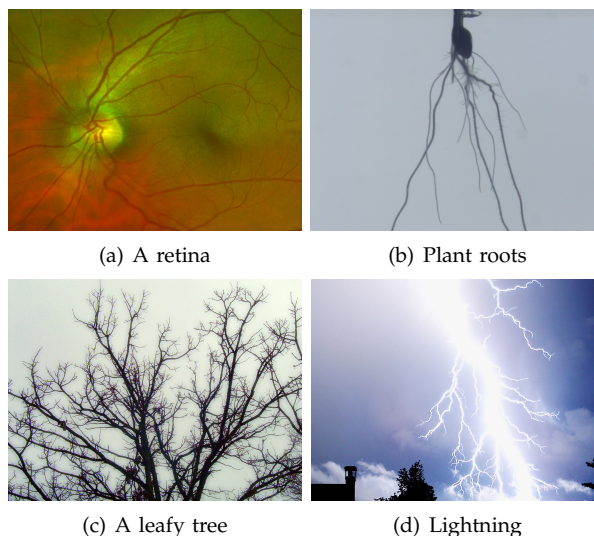 (a) A retina
(b) Plant roots
(c) A leafy tree
(d) Lightning